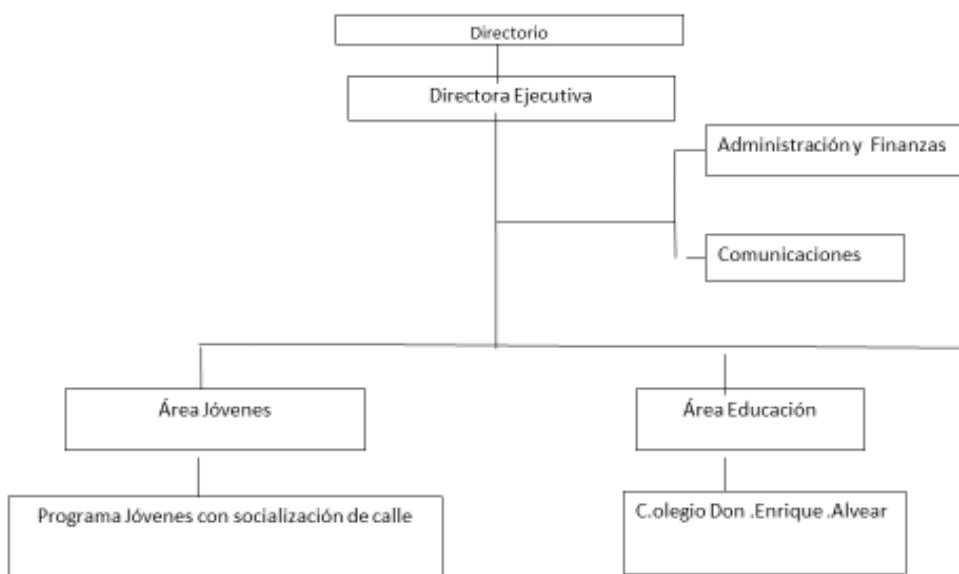 Directorio
Directora Ejecutiva
Administración y Finanzas
Comunicaciones
Área Jóvenes
Área Educación
Programa Jóvenes con socialización de calle
C.olegio Don .Enrique .Alvear